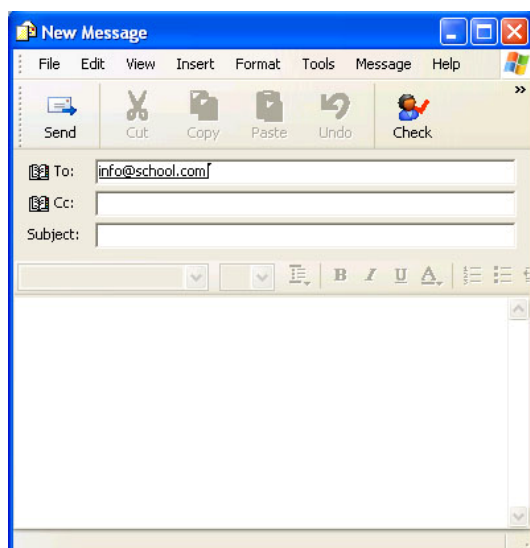 New Message
File Edit View Insert Format Tools Message Help
»
Send Cut Copy Paste Undo Check
To: info@school.com
Cc:
Subject:
B I U A